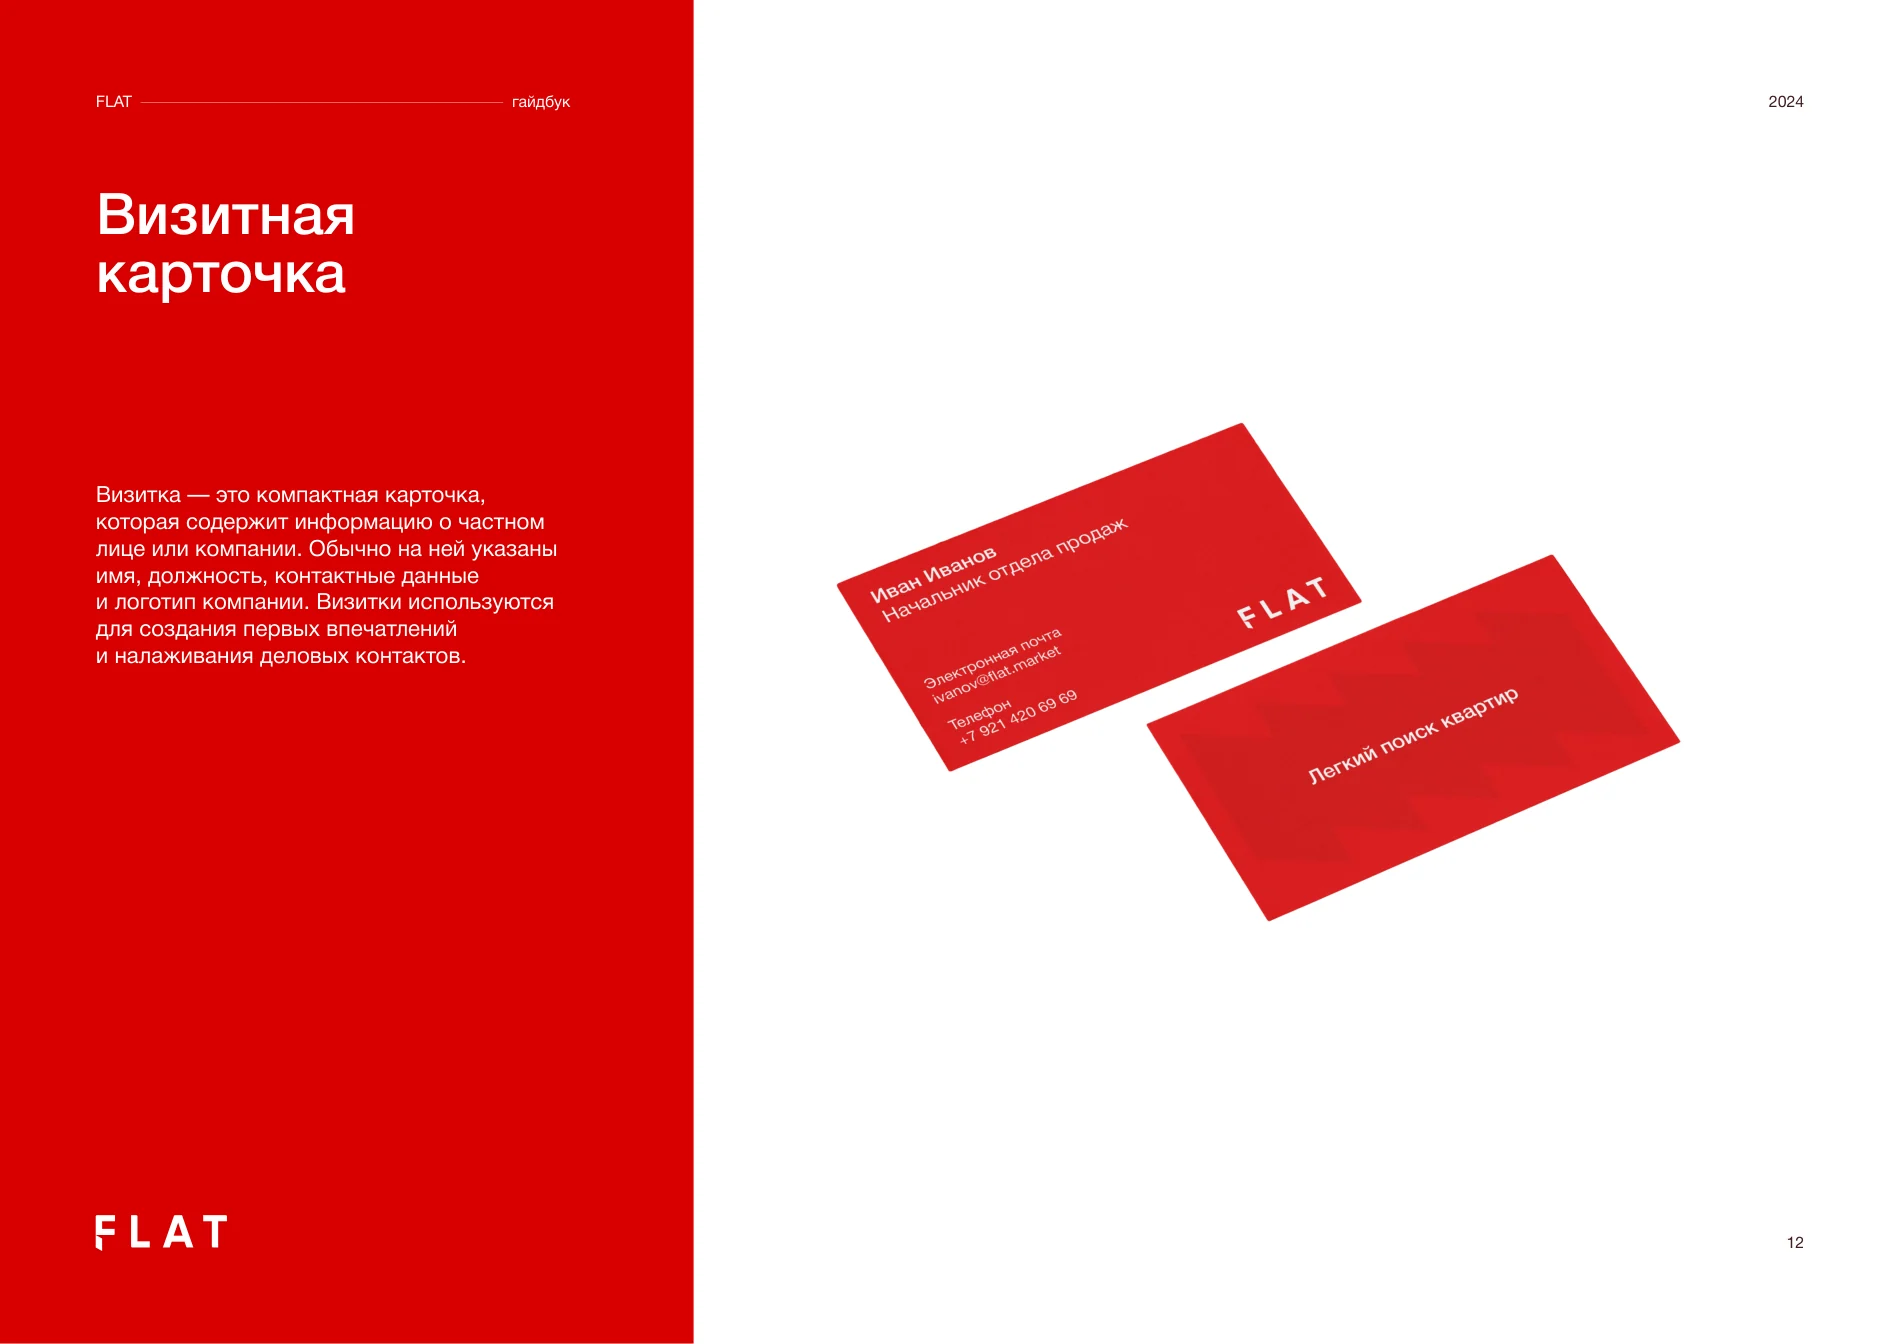 FLAT
гайдбук
2024
Визитная
карточка
Визитка — это компактная карточка,
которая содержит информацию о частном
лице или компании. Обычно на ней указаны
имя, должность, контактные данные
и логотип компании. Визитки используются
для создания первых впечатлений
и налаживания деловых контактов.
Иван Иванов
Начальник отдела продаж
FLAT
Электронная почта
ivanov@flat.market
Телефон
+7 921 420 69 69
Легкий поиск квартир
FLAT
12